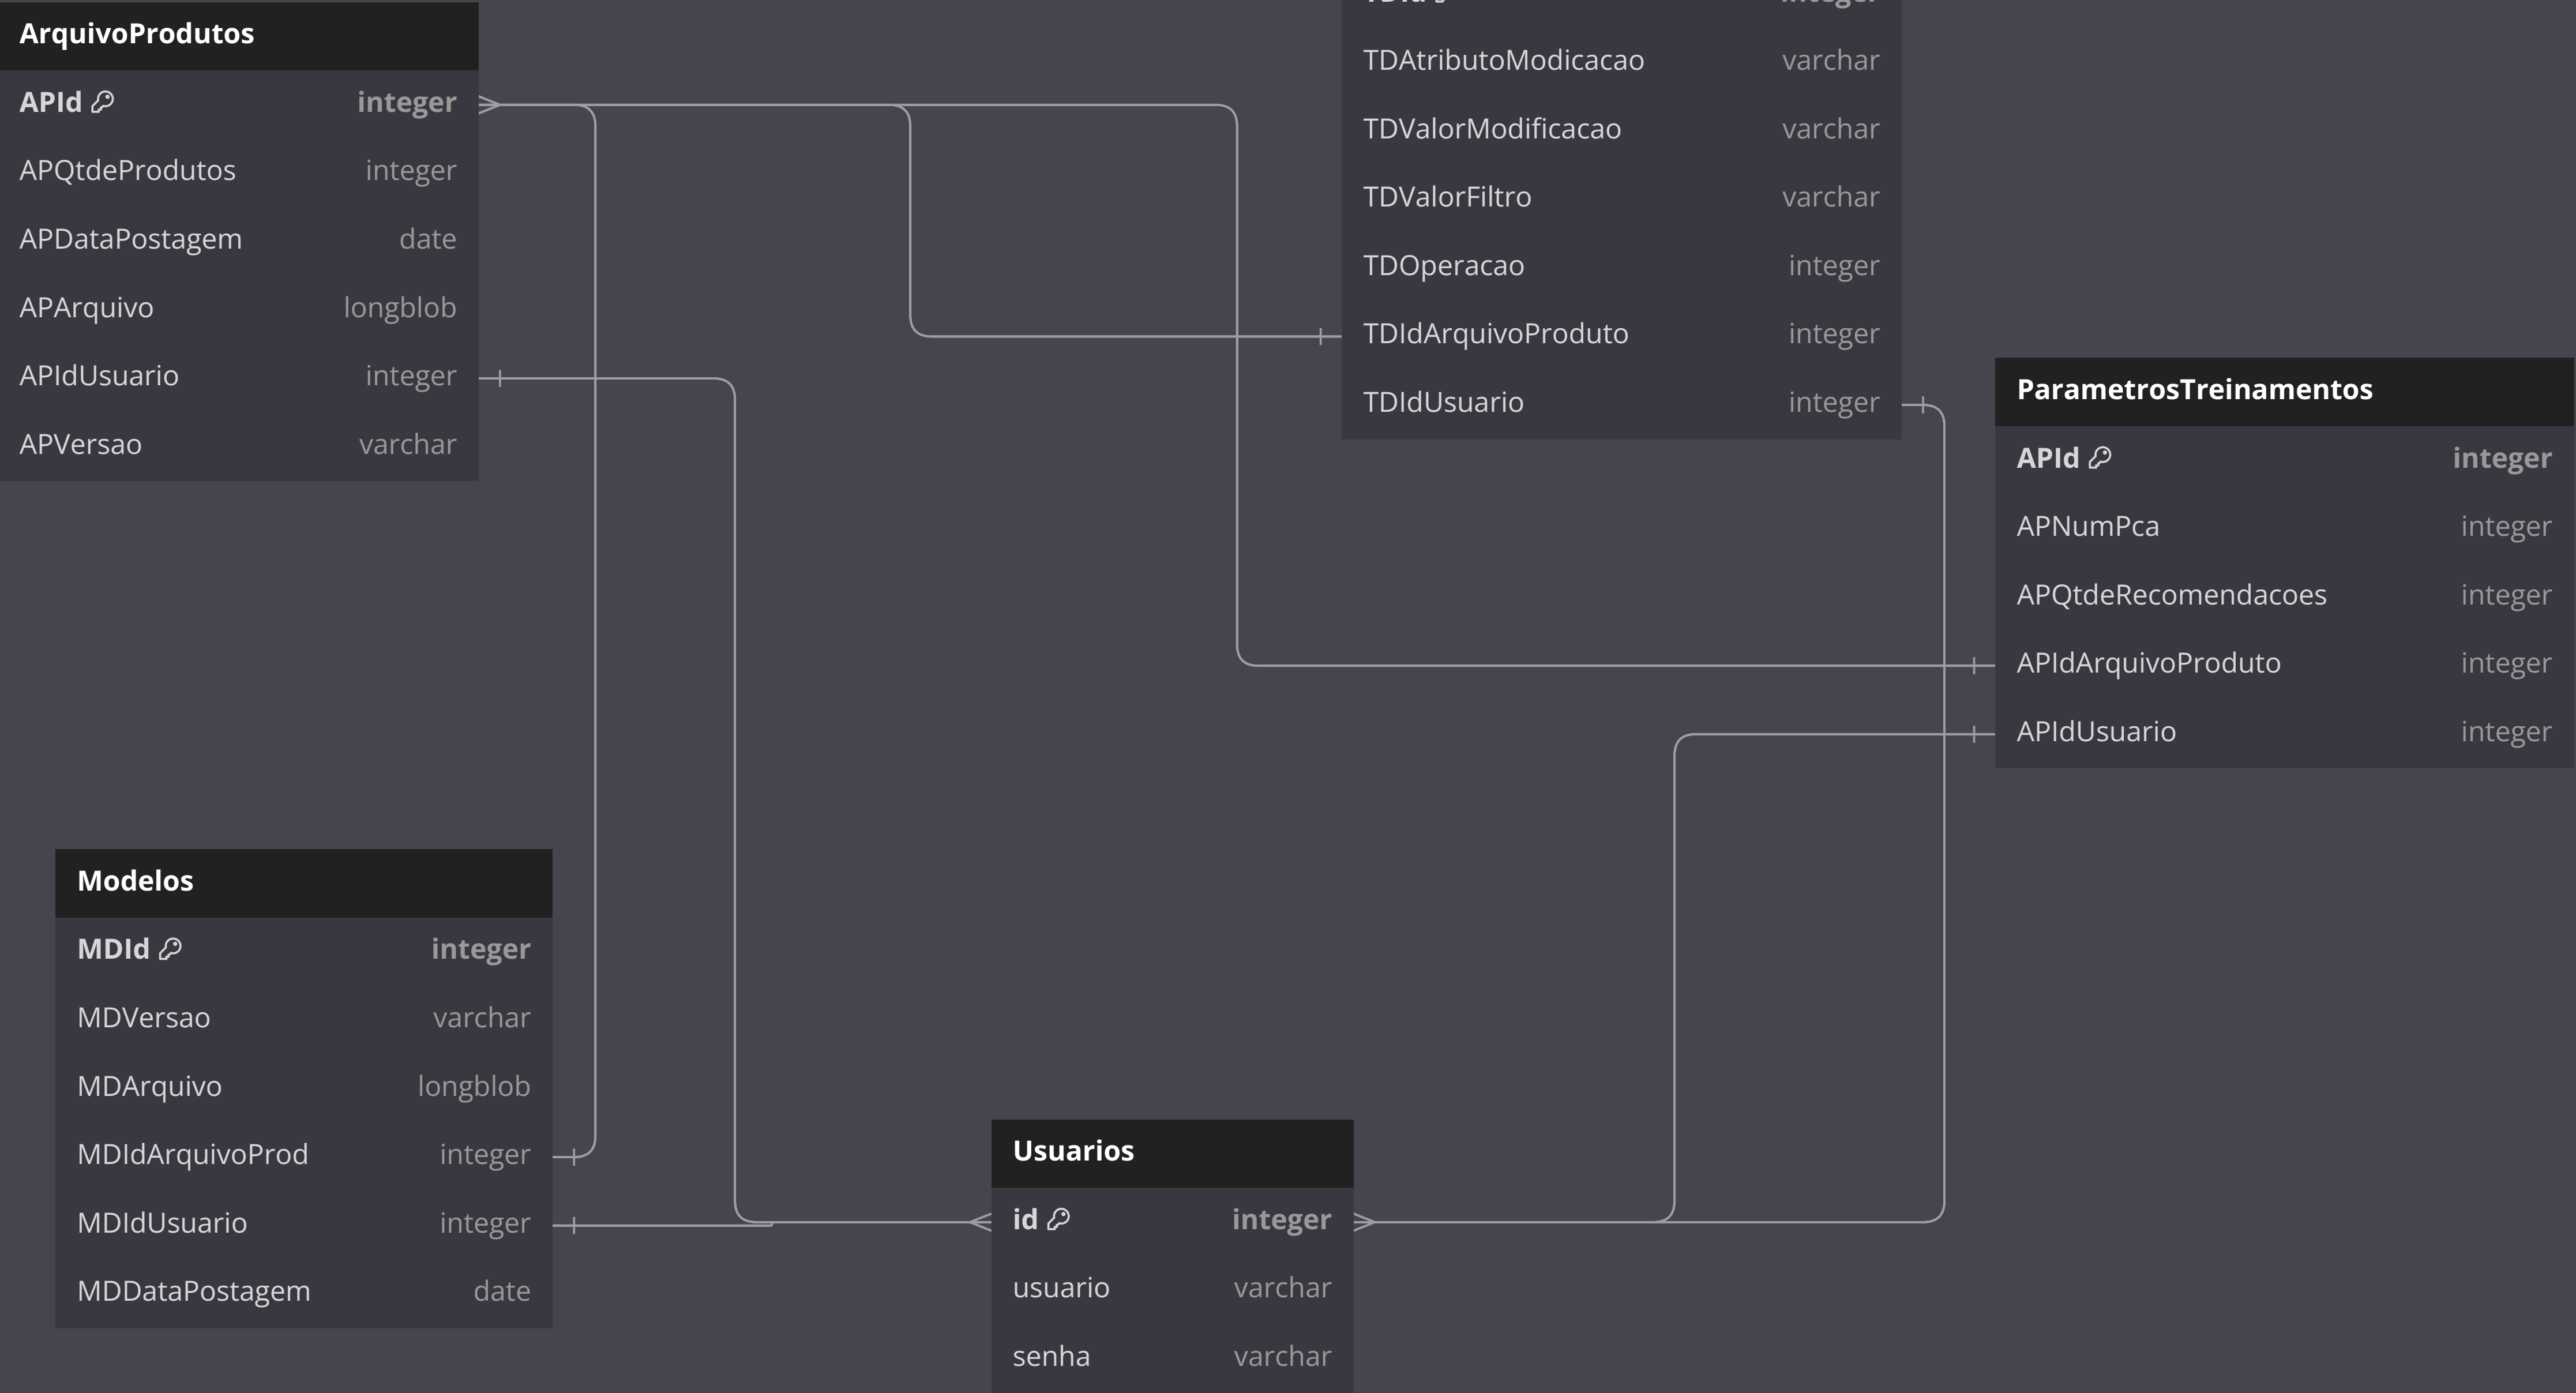 ArquivoProdutos
APId integer
APQtdeProdutos integer
APDataPostagem date
APArquivo longblob
APIdUsuario integer
APVersao varchar
TDId integer
TDAtributoModicacao varchar
TDValorModificacao varchar
TDValorFiltro varchar
TDOperacao integer
TDIdArquivoProduto integer
TDIdUsuario integer
ParametrosTreinamentos
APId integer
APNumPca integer
APQtdeRecomendacoes integer
APIdArquivoProduto integer
APIdUsuario integer
Modelos
MDId integer
MDVersao varchar
MDArquivo longblob
MDIdArquivoProd integer
MDIdUsuario integer
MDDataPostagem date
Usuarios
id integer
usuario varchar
senha varchar